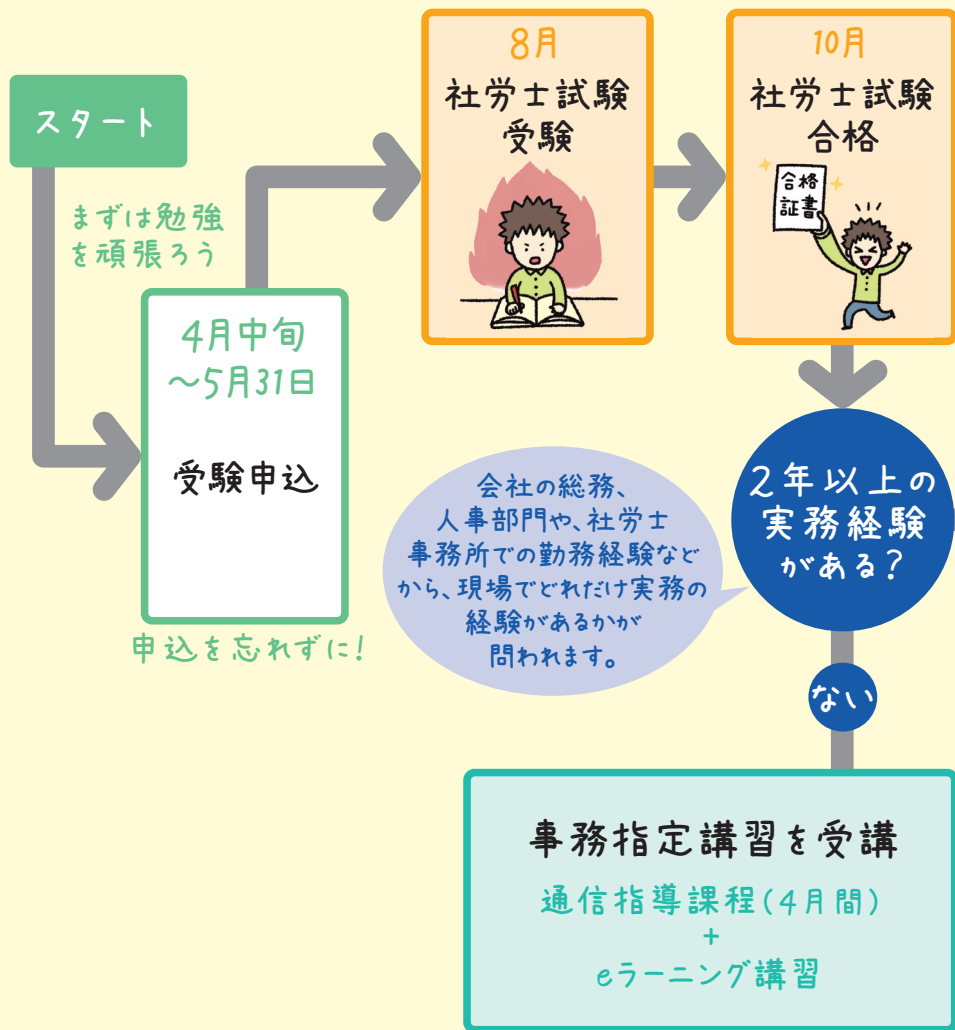 スタート
まずは勉強
を頑張ろう
4月中旬
～5月31日
受験申込
申込を忘れずに！
8月
社労士試験
受験
10月
社労士試験
合格
合格
証書
2年以上の
実務経験
がある？
会社の総務、
人事部門や、社労士
事務所での勤務経験など
から、現場でどれだけ実務の
経験があるかが
問われます。
ない
事務指定講習を受講
通信指導課程(4月間)
+
eラーニング講習